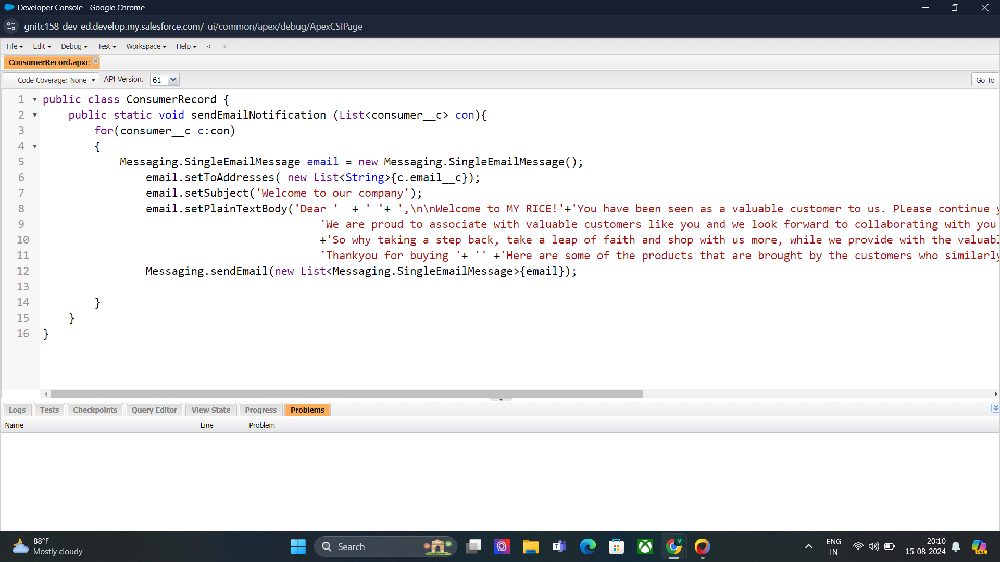 Developer Console - Google Chrome
gnitc158-dev-ed.develop.my.salesforce.com/_ui/common/apex/debug/ApexCSIPage
File Edit Debug Test Workspace Help < >
ConsumerRecord.apxc
Code Coverage: None API Version: 61 Go To
1 public class ConsumerRecord {
2 public static void sendEmailNotification (List<consumer__c> con){
3 for(consumer__c c:con)
4 {
5 Messaging.SingleEmailMessage email = new Messaging.SingleEmailMessage();
6 email.setToAddresses( new List<String>{c.email__c});
7 email.setSubject('Welcome to our company');
8 email.setPlainTextBody('Dear '  + ' '+ ',\n\nWelcome to MY RICE!'+'You have been seen as a valuable customer to us. PLease continue
9 'We are proud to associate with valuable customers like you and we look forward to collaborating with you
10 +'So why taking a step back, take a leap of faith and shop with us more, while we provide with the
11 'Thankyou for buying '+ '' +'Here are some of the products that are brought by the customers who similarly
12 Messaging.sendEmail(new List<Messaging.SingleEmailMessage>{email});
13
14 }
15 }
16 }
Logs Tests Checkpoints Query Editor View State Progress Problems
Name Line Problem
88°F
Mostly cloudy
Search
V
PRE
ENG
IN
20:10
15-08-2024